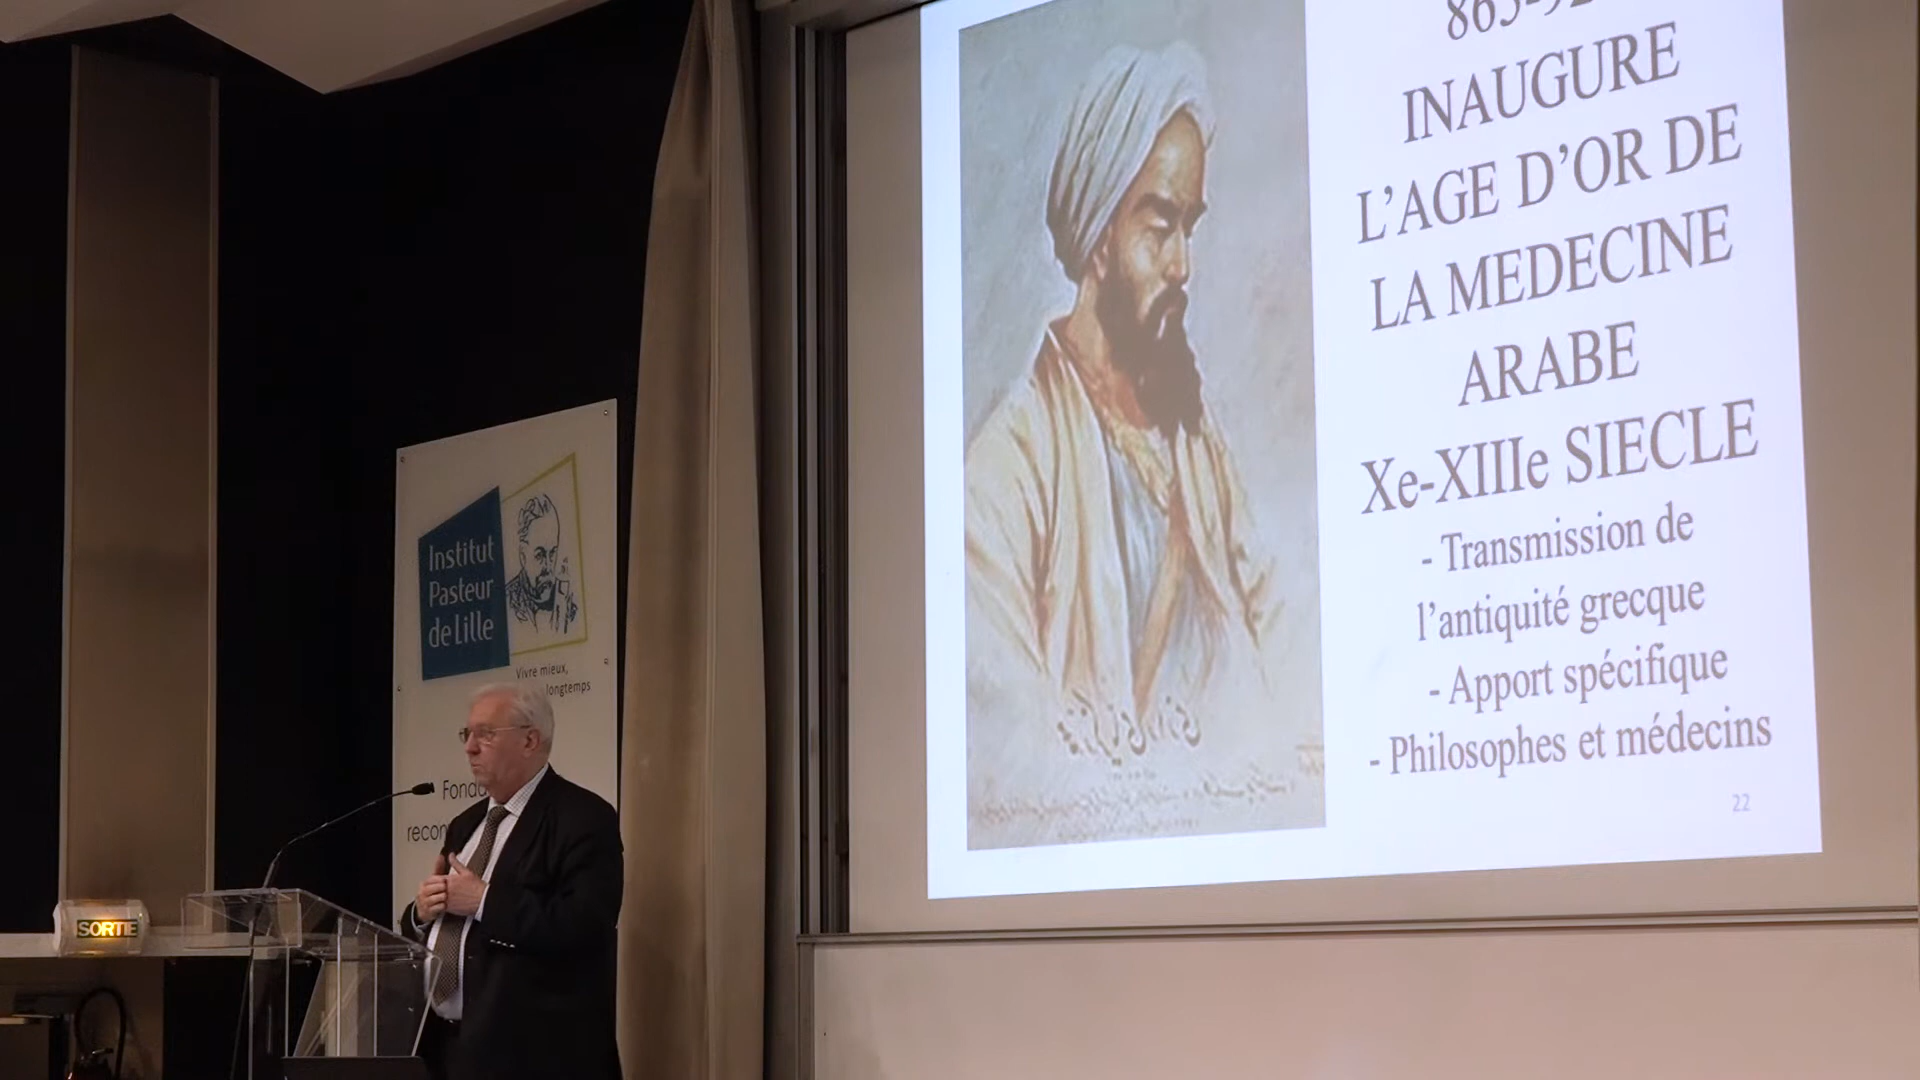 INAUGURE
L’AGE D’OR DE
LA MEDECINE
ARABE
Xe-XIIIe SIECLE
- Transmission de
l’antiquité grecque
- Apport spécifique
- Philosophes et médecins
22
Institut
Pasteur
de Lille
Vivre mieux,
longtemps
SORTIE